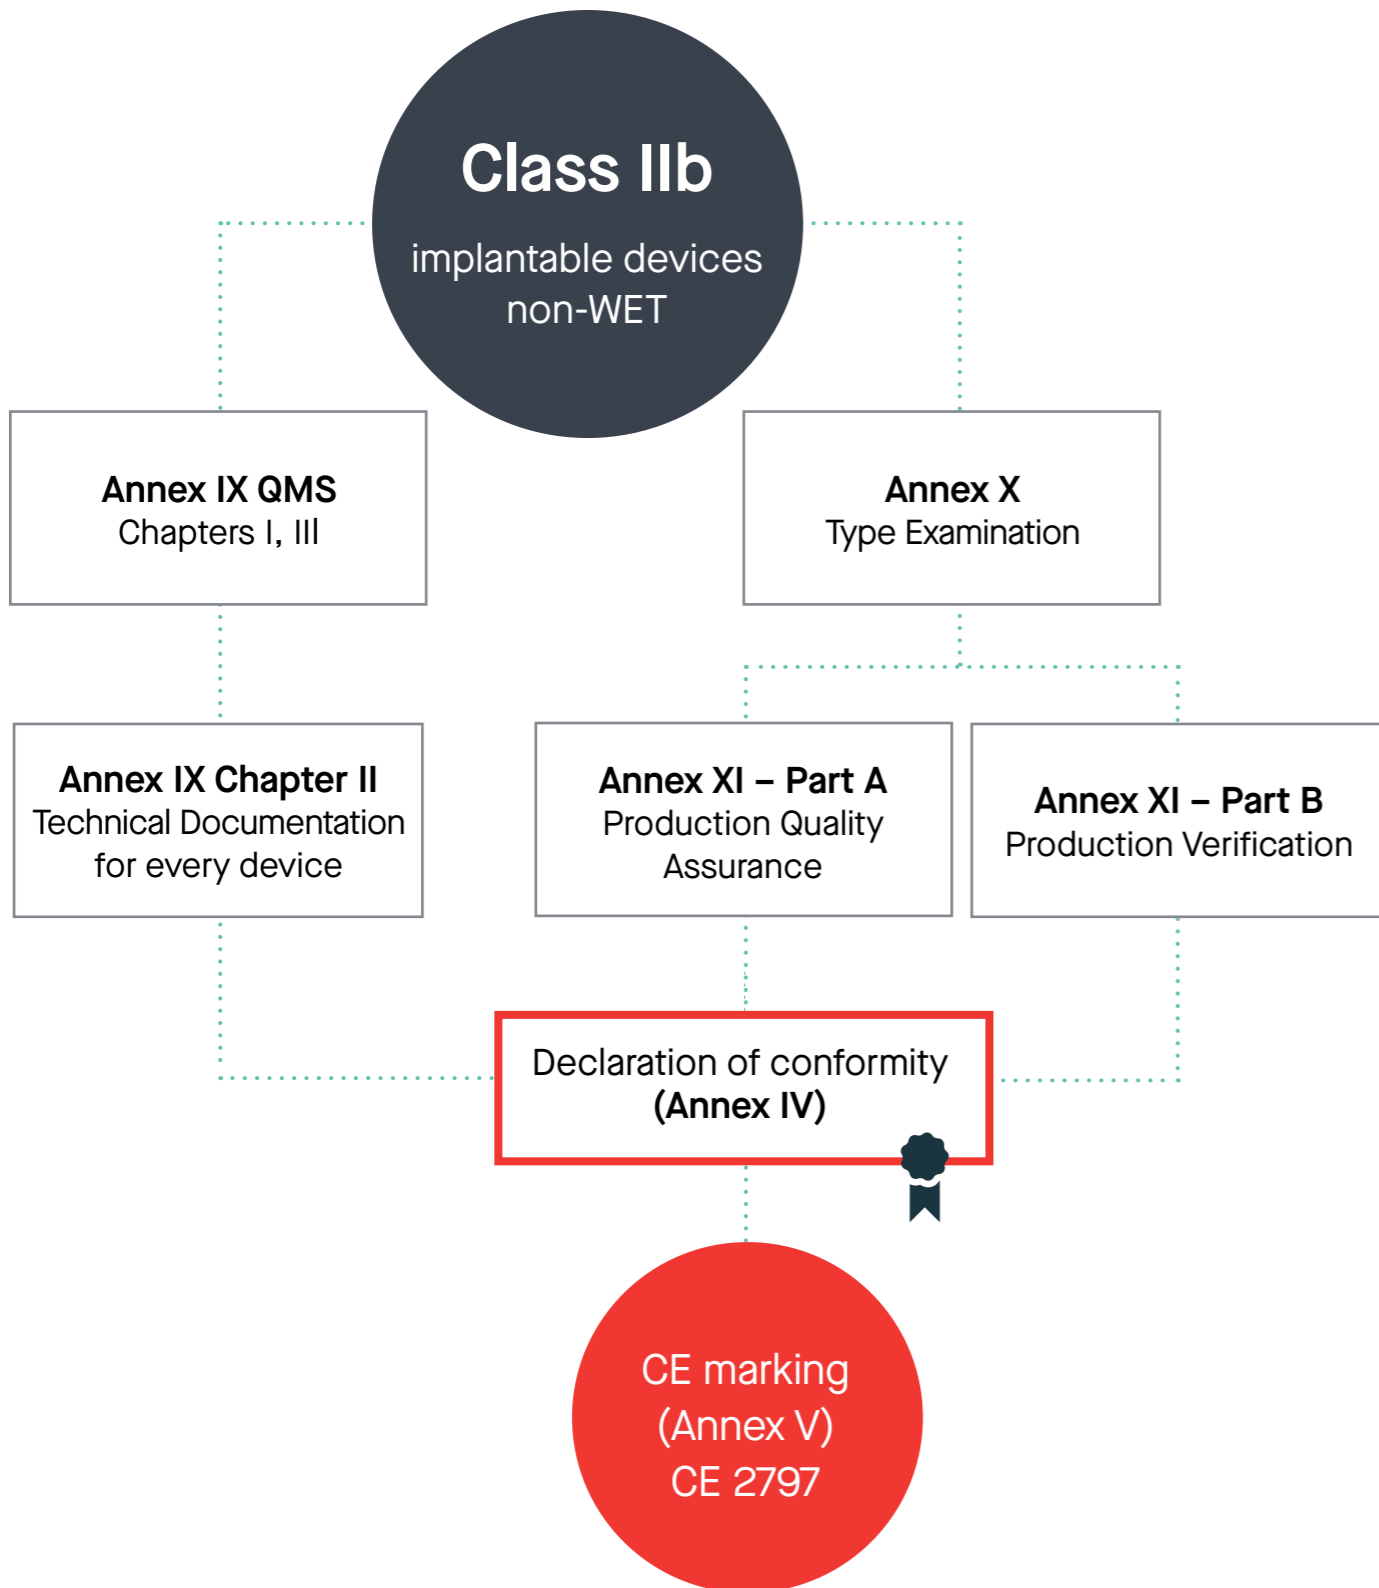 Class IIb
implantable devices
non-WET
Annex IX QMS
Chapters I, III
Annex X
Type Examination
Annex IX Chapter II
Technical Documentation
for every device
Annex XI – Part A
Production Quality
Assurance
Annex XI – Part B
Production Verification
Declaration of conformity
(Annex IV)
CE marking
(Annex V)
CE 2797